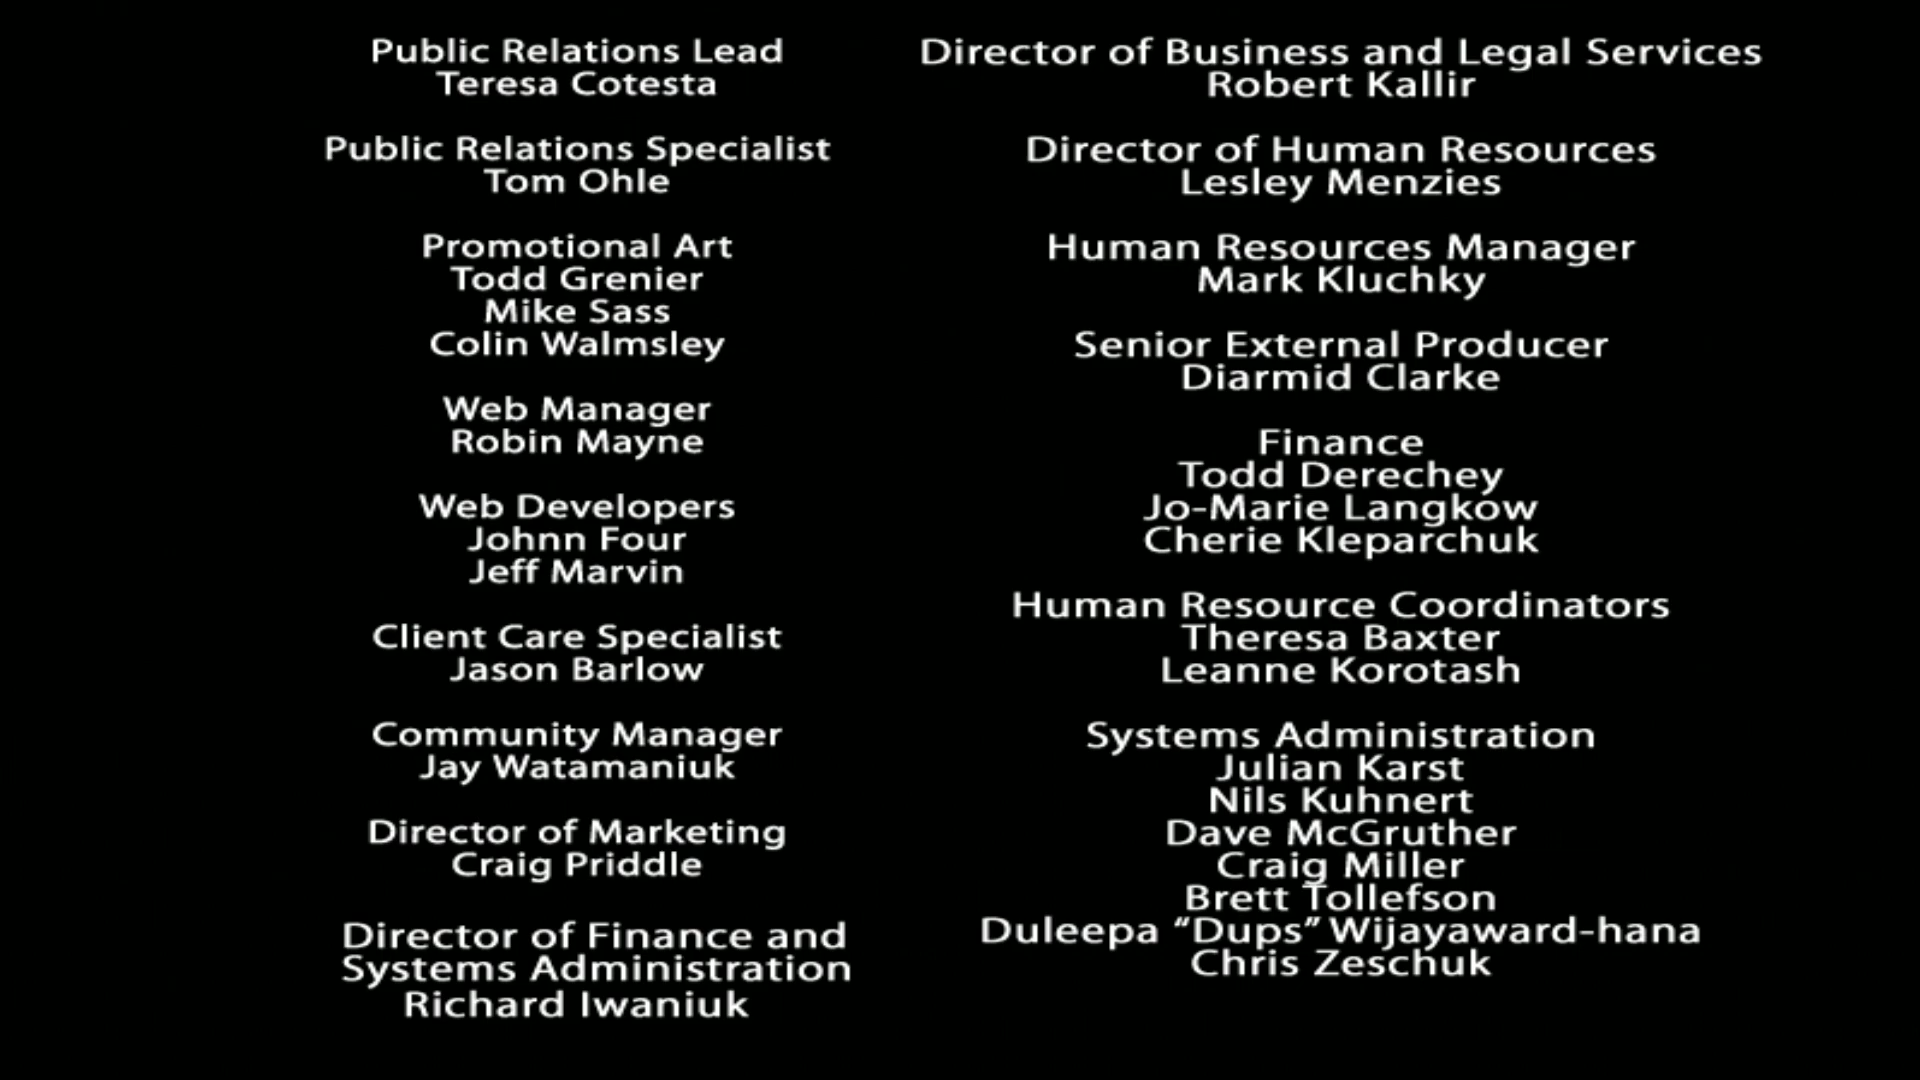 Public Relations Lead
Teresa Cotesta
Public Relations Specialist
Tom Ohle
Promotional Art
Todd Grenier
Mike Sass
Colin Walmsley
Web Manager
Robin Mayne
Web Developers
Johnn Four
Jeff Marvin
Client Care Specialist
Jason Barlow
Community Manager
Jay Watamaniuk
Director of Marketing
Craig Priddle
Director of Finance and
Systems Administration
Richard Iwaniuk
Director of Business and Legal Services
Robert Kallir
Director of Human Resources
Lesley Menzies
Human Resources Manager
Mark Kluchky
Senior External Producer
Diarmid Clarke
Finance
Todd Derechey
Jo-Marie Langkow
Cherie Kleparchuk
Human Resource Coordinators
Theresa Baxter
Leanne Korotash
Systems Administration
Julian Karst
Nils Kuhnert
Dave McGruther
Craig Miller
Brett Tollefson
Duleepa “Dups” Wijayaward-hana
Chris Zeschuk